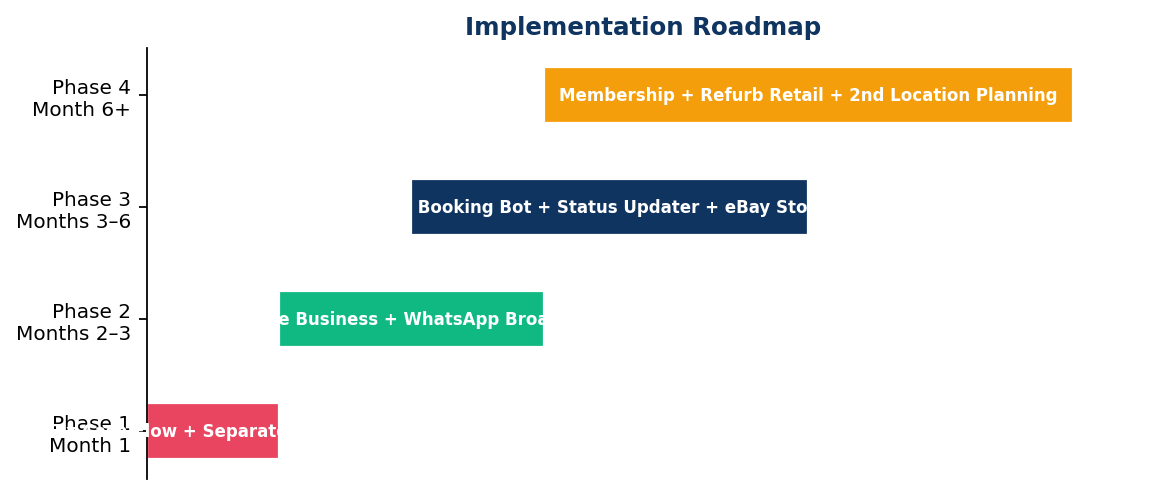 Implementation Roadmap
Phase 4
Month 6+
Membership + Refurb Retail + 2nd Location Planning
Phase 3
Months 3–6
Booking Bot + Status Updater + eBay Sto
Phase 2
Months 2–3
e Business + WhatsApp Broa
Phase 1
Month 1
ow + Separat